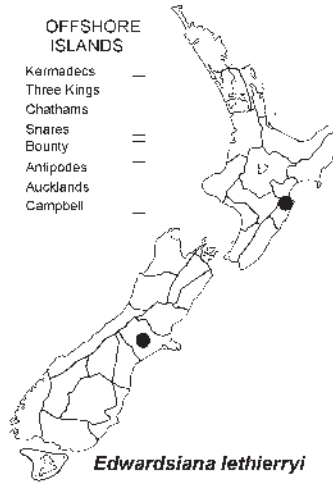 OFFSHORE
ISLANDS
Kermadecs
Three Kings
Chathams
Snares
Bounty
Antipodes
Aucklands
Campbell
Edwardsiana lethierryi